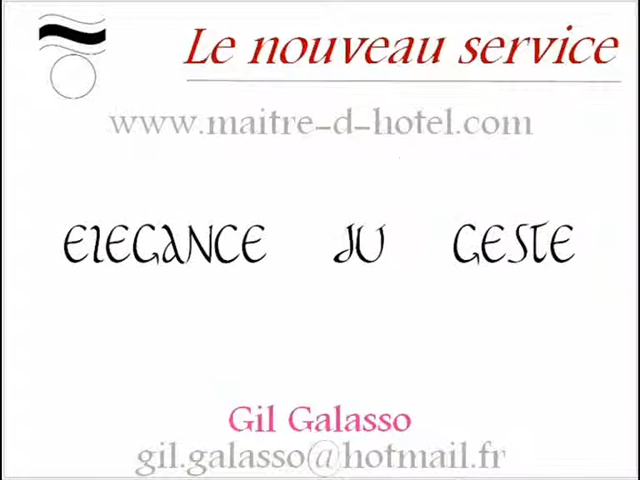 Le nouveau service
www.maitre-d-hotel.com
ELEGANCE DU GESTE
Gil Galasso
gil.galasso@hotmail.fr